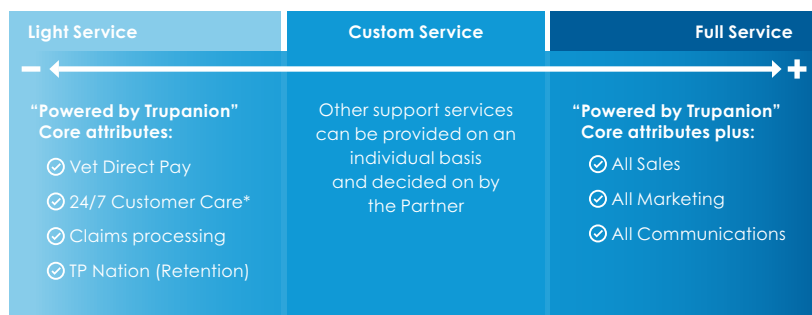 Light Service
Custom Service
Full Service
“Powered by Trupanion”
Core attributes:
Vet Direct Pay
24/7 Customer Care*
Claims processing
TP Nation (Retention)
Other support services
can be provided on an
individual basis
and decided on by
the Partner
“Powered by Trupanion”
Core attributes plus:
All Sales
All Marketing
All Communications